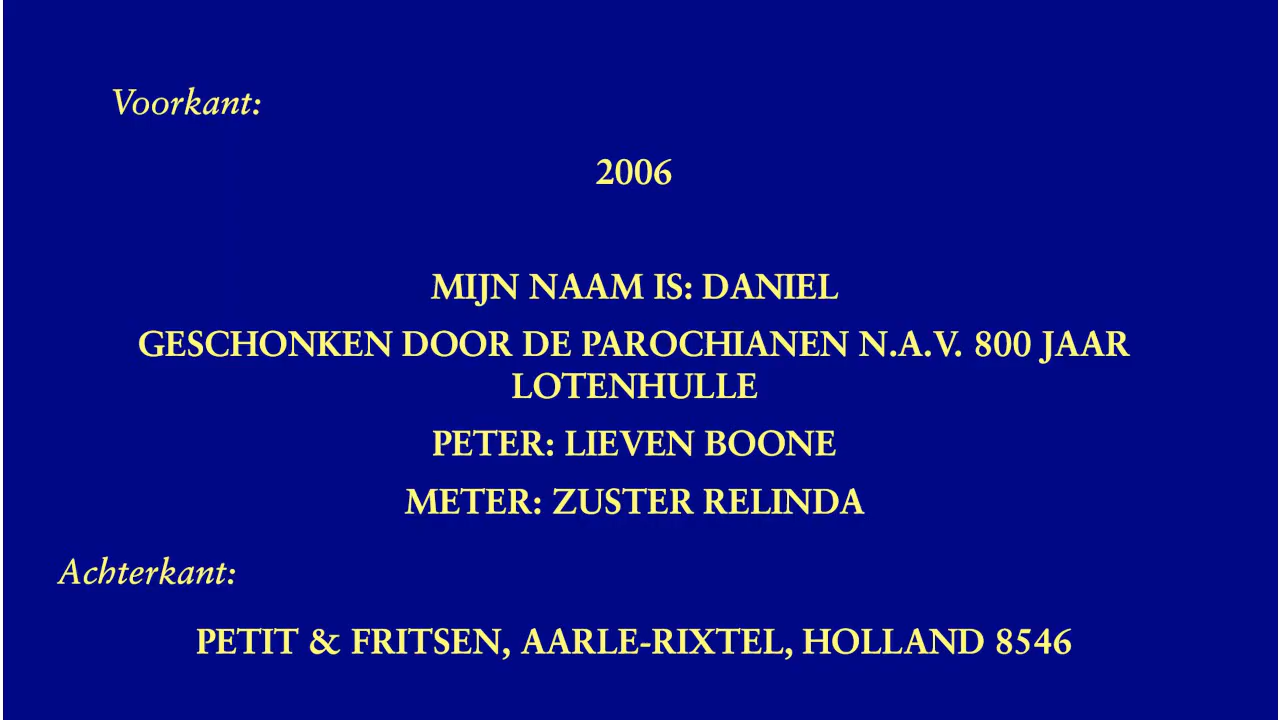 Voorkant:
2006
MIJN NAAM IS: DANIEL
GESCHONKEN DOOR DE PAROCHIANEN N.A.V. 800 JAAR
LOTENHULLE
PETER: LIEVEN BOONE
METER: ZUSTER RELINDA
Achterkant:
PETIT & FRITSEN, AARLE-RIXTEL, HOLLAND 8546